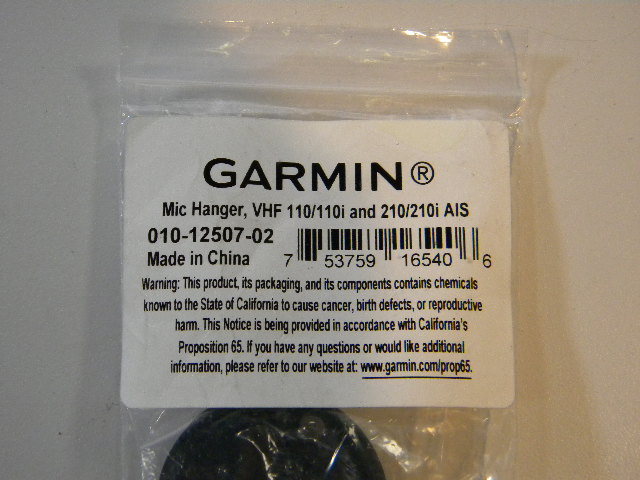 GARMIN®
Mic Hanger, VHF 110/110i and 210/210i AIS
010-12507-02
Made in China
7 53759 16540 6
Warning: This product, its packaging, and its components contains chemicals
known to the State of California to cause cancer, birth defects, or reproductive
harm. This Notice is being provided in accordance with California's
Proposition 65. If you have any questions or would like additional
information, please refer to our website at: www.garmin.com/prop65.